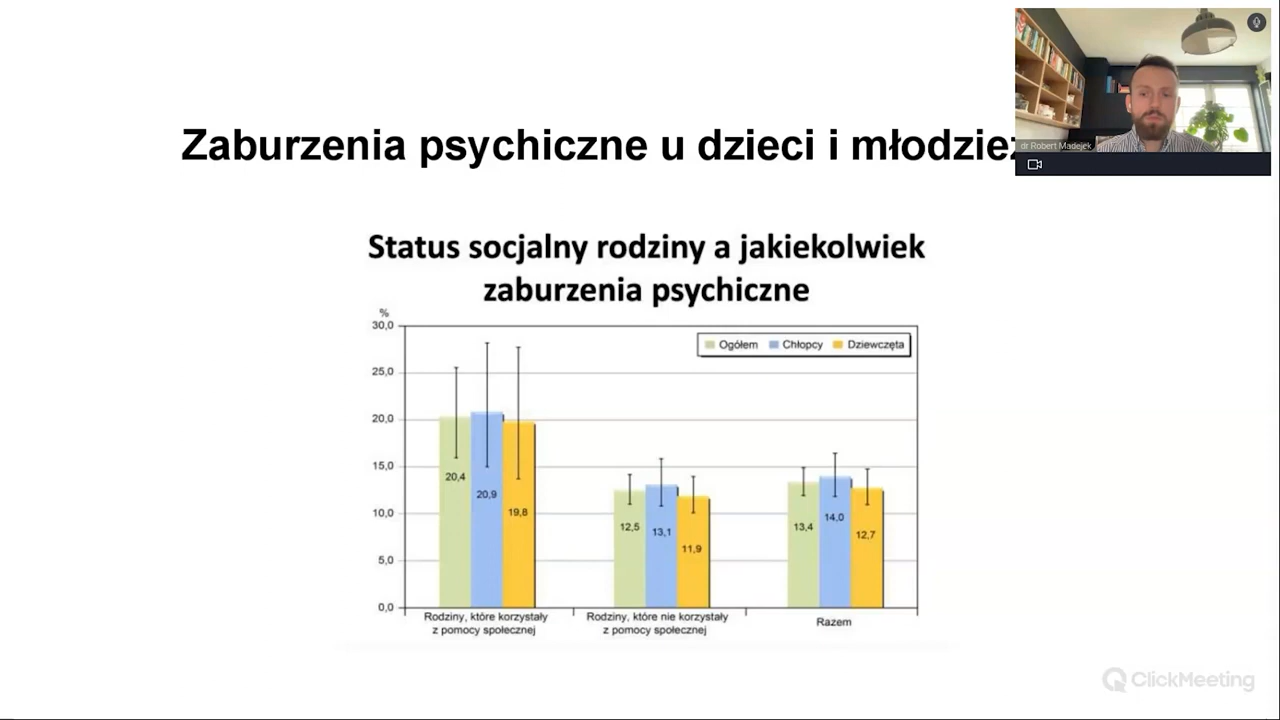 Zaburzenia psychiczne u dzieci i młodzież
dr Robert Madejek
Status socjalny rodziny a jakiekolwiek
zaburzenia psychiczne
%
30,0
25,0
20,0
15,0
10,0
5,0
0,0
Ogółem Chłopcy Dziewczęta
20,4
20,9
19,8
12,5
13,1
11,9
13,4
14,0
12,7
Rodziny, które korzystały
z pomocy społecznej
Rodziny, które nie korzystały
z pomocy społecznej
Razem
ClickMeeting